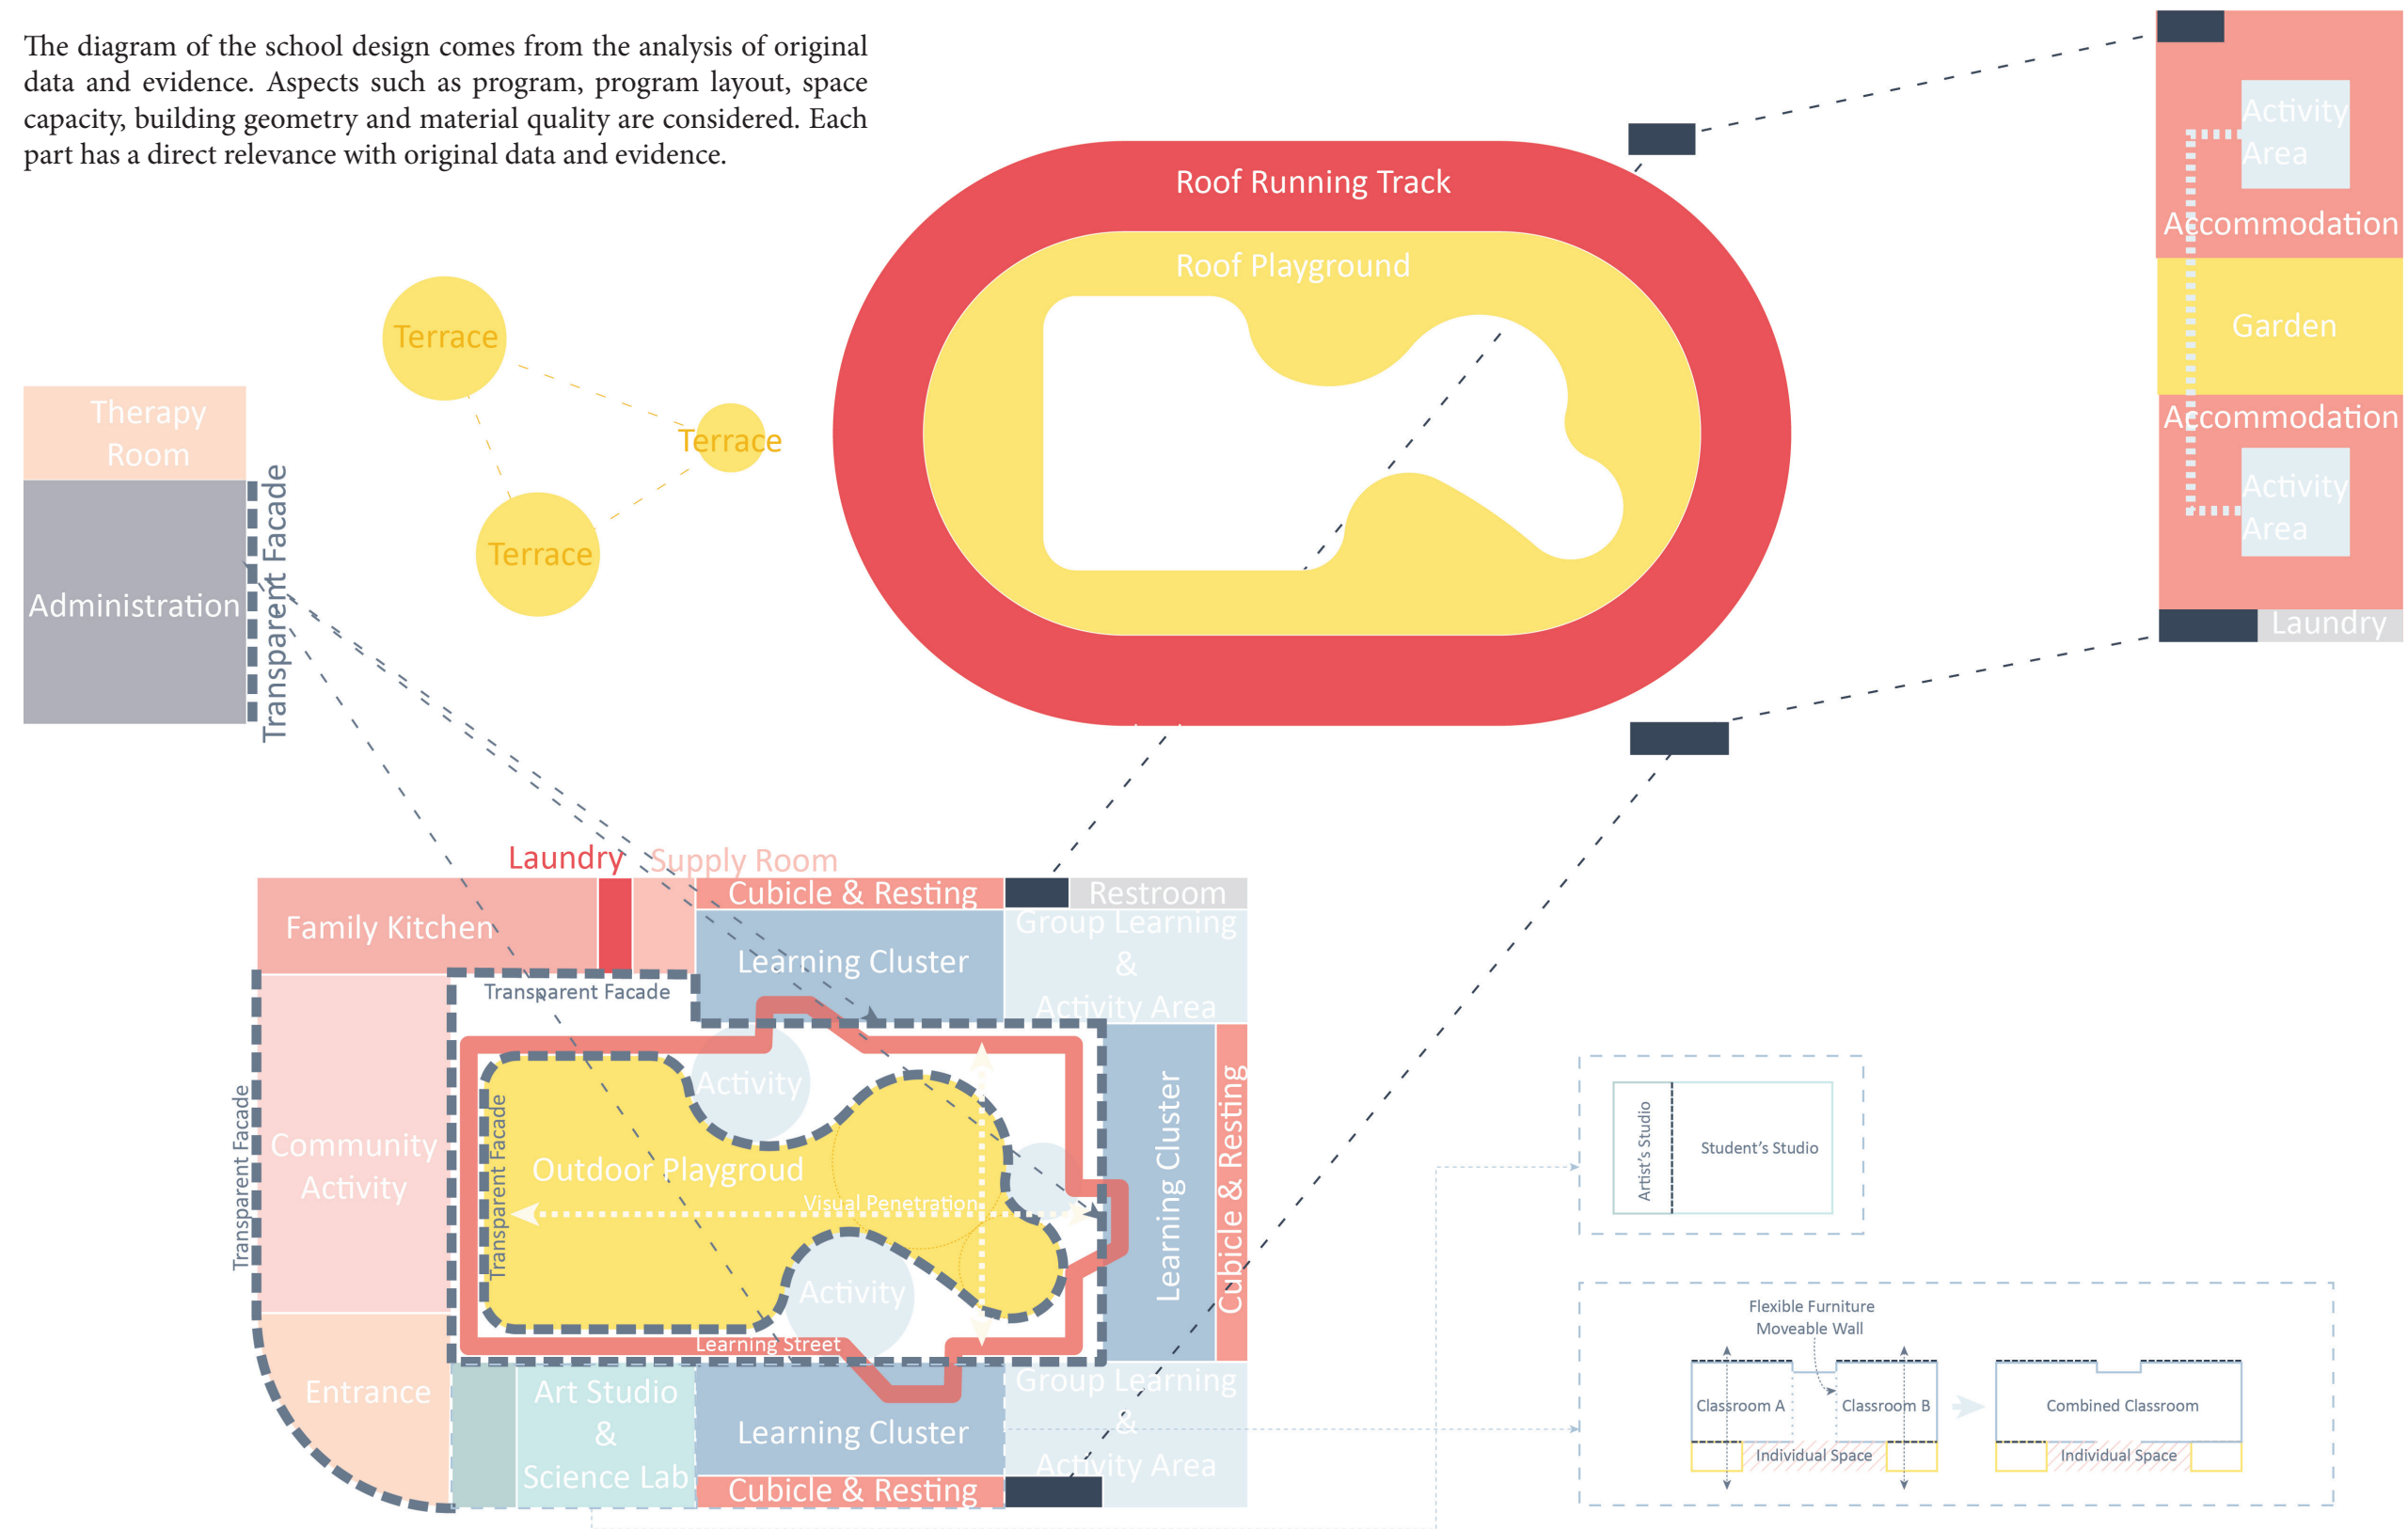 The diagram of the school design comes from the analysis of original
data and evidence. Aspects such as program, program layout, space
capacity, building geometry and material quality are considered. Each
part has a direct relevance with original data and evidence.
Roof Running Track
Roof Playground
Activity
Area
Accommodation
Garden
Accommodation
Activity
Area
Laundry
Terrace
Terrace
Terrace
Therapy
Room
Administration
Transparent Facade
Laundry
Supply Room
Family Kitchen
Cubicle & Resting
Restroom
Learning Cluster
Group Learning
&
Activity Area
Transparent Facade
Transparent Facade
Community
Activity
Transparent Facade
Activity
Outdoor Playgroud
Visual Penetration
Activity
Learning Street
Learning Cluster
Cubicle & Resting
Entrance
Art Studio
&
Science Lab
Learning Cluster
Cubicle & Resting
Group Learning
&
Activity Area
Artist's Studio
Student's Studio
Flexible Furniture
Moveable Wall
Classroom A
Classroom B
Combined Classroom
Individual Space
Individual Space